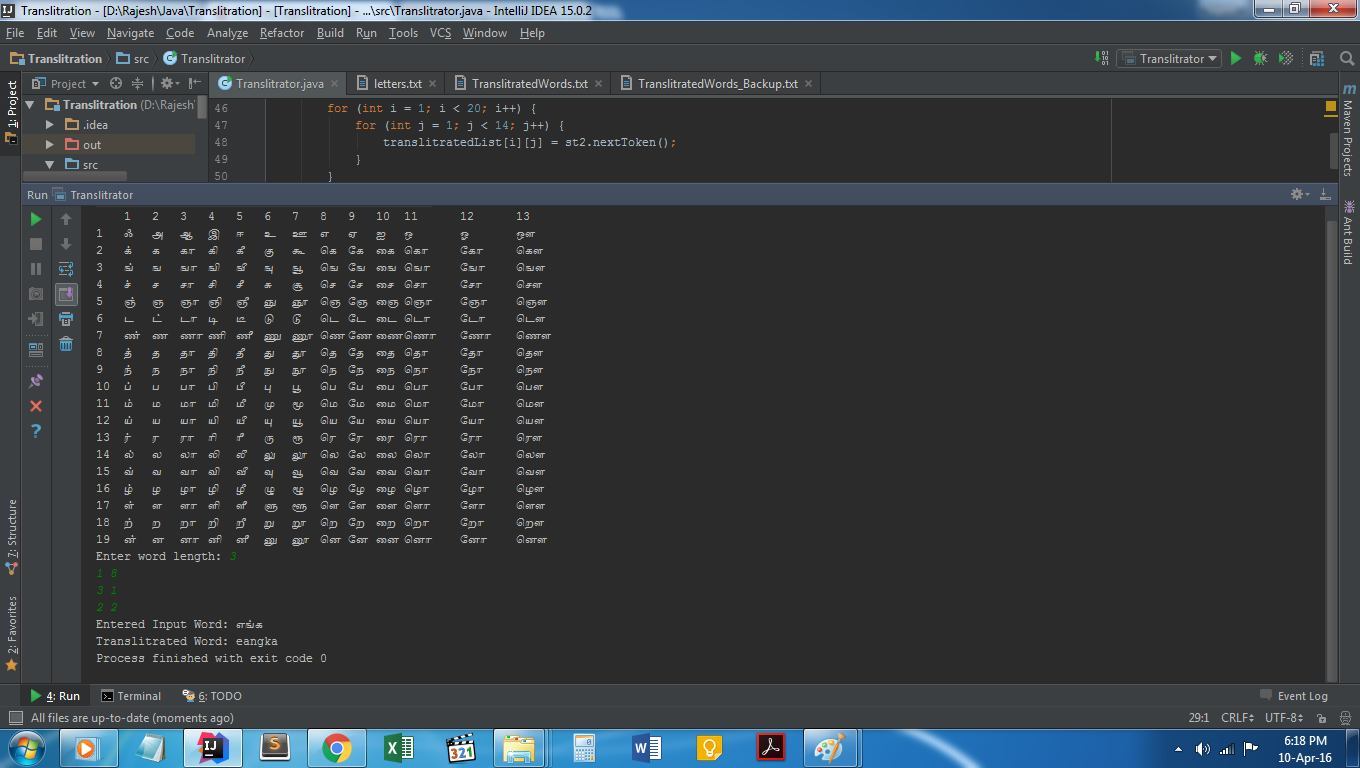 Translitration - [D:\Rajesh\Java\Translitration] - [Translitration] - ...\src\Translitrator.java - IntelliJ IDEA 15.0.2
File Edit View Navigate Code Analyze Refactor Build Run Tools VCS Window Help
Translitration src Translitrator Translitrator
Project Translitrator.java letters.txt TranslitratedWords.txt TranslitratedWords_Backup.txt
1: Project
Translitration (D:\Rajesh\
.idea
out
src
46 for (int i = 1; i < 20; i++) {
47 for (int j = 1; j < 14; j++) {
48 translitratedList[i][j] = st2.nextToken();
49 }
50 }
Maven Projects
Ant Build
Run Translitrator
1 2 3 4 5 6 7 8 9 10 11 12 13
1 ஃ அ ஆ இ ஈ உ ஊ எ ஏ ஐ ஒ ஓ ஔ
2 க் க கா கி கீ கு கூ கெ கே கை கொ கோ கௌ
3 ங் ங ஙா ஙி ஙீ ஙு ஙூ ஙெ ஙே ஙை ஙொ ஙோ ஙௌ
4 ச் ச சா சி சீ சு சூ செ சே சை சொ சோ சௌ
5 ஞ் ஞ ஞா ஞி ஞீ ஞு ஞூ ஞெ ஞே ஞை ஞொ ஞோ ஞௌ
6 ட ட் டா டி டீ டு டு டெ டே டை டொ டோ டௌ
7 ண் ண ணா ணி ணீ ணு ணூ ணெ ணே ணை ணொ ணோ ணௌ
8 த் த தா தி தீ து தூ தெ தே தை தொ தோ தௌ
9 ந் ந நா நி நீ நு நூ நெ நே நை நொ நோ நௌ
10 ப் ப பா பி பீ பு பூ பெ பே பை பொ போ பௌ
11 ம் ம மா மி மீ மு மூ மெ மே மை மொ மோ மௌ
12 ய் ய யா யி யீ யு யூ யெ யே யை யொ யோ யௌ
13 ர் ர ரா ரி ரீ ரு ரூ ரெ ரே ரை ரொ ரோ ரௌ
14 ல் ல லா லி லீ லு லூ லெ லே லை லொ லோ லௌ
15 வ் வ வா வி வீ வு வூ வெ வே வை வொ வோ வௌ
16 ழ் ழ ழா ழி ழீ ழு ழூ ழெ ழே ழை ழொ ழோ ழௌ
17 ள் ள ளா ளி ளீ ளு ளூ ளெ ளே ளை ளொ ளோ ளௌ
18 ற் ற றா றி றீ று றூ றெ றே றை றொ றோ றௌ
19 ன் ன னா னி னீ னு னூ னெ னே னை னொ னோ னௌ
Enter word length: 3
1 8
3 1
2 2
Entered Input Word: எங்க
Translitrated Word: eangka
Process finished with exit code 0
7: Structure
2: Favorites
4: Run Terminal 6: TODO Event Log
All files are up-to-date (moments ago) 29:1 CRLF UTF-8
321
6:18 PM
10-Apr-16